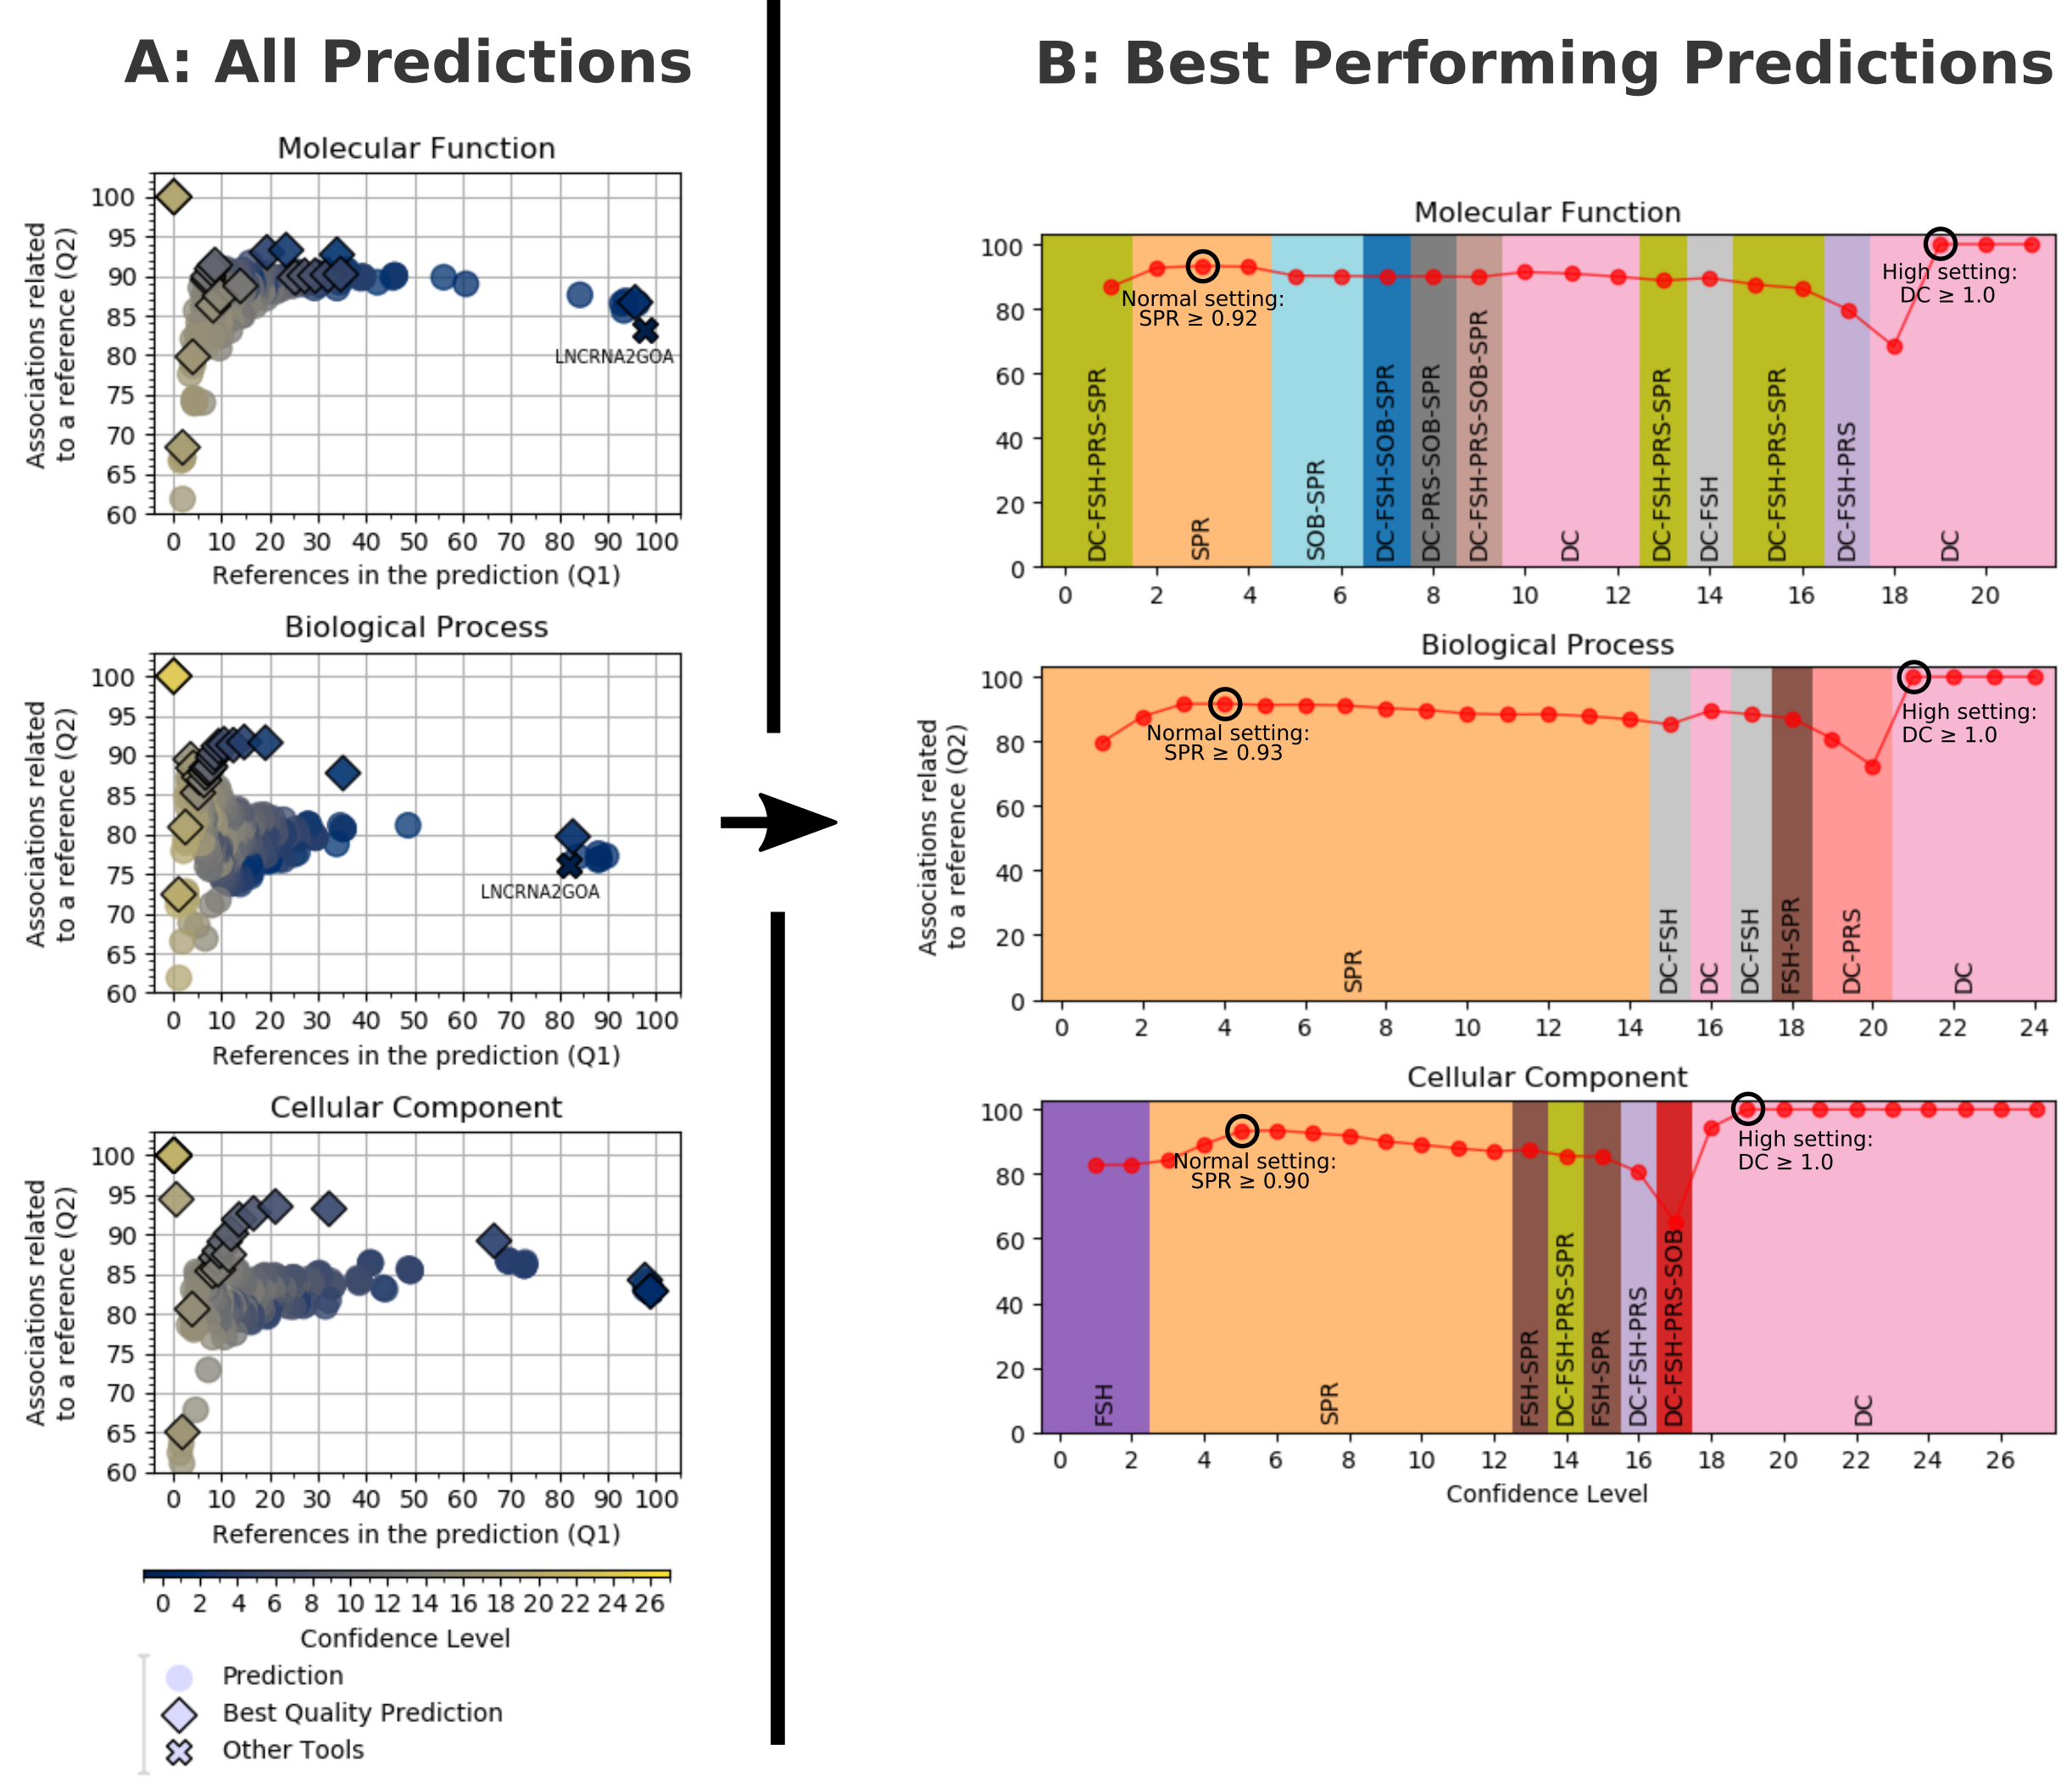 A: All Predictions
Molecular Function
100
95
90
85
80
75
70
65
60
Associations related
to a reference (Q2)
LNCRNA2GOA
0 10 20 30 40 50 60 70 80 90 100
References in the prediction (Q1)
Biological Process
100
95
90
85
80
75
70
65
60
Associations related
to a reference (Q2)
LNCRNA2GOA
0 10 20 30 40 50 60 70 80 90 100
References in the prediction (Q1)
Cellular Component
100
95
90
85
80
75
70
65
60
Associations related
to a reference (Q2)
0 10 20 30 40 50 60 70 80 90 100
References in the prediction (Q1)
0 2 4 6 8 10 12 14 16 18 20 22 24 26
Confidence Level
Prediction
Best Quality Prediction
Other Tools
B: Best Performing Predictions
Molecular Function
100
80
60
40
20
0
Normal setting:
SPR ≥ 0.92
High setting:
DC ≥ 1.0
DC-FSH-PRS-SPR
SPR
SOB-SPR
DC-FSH-SOB-SPR
DC-PRS-SOB-SPR
DC-FSH-PRS-SOB-SPR
DC
DC-FSH-PRS-SPR
DC-FSH
DC-FSH-PRS-SPR
DC-FSH-PRS
DC
0 2 4 6 8 10 12 14 16 18 20
Biological Process
100
80
60
40
20
0
Associations related
to a reference (Q2)
Normal setting:
SPR ≥ 0.93
High setting:
DC ≥ 1.0
SPR
DC-FSH
DC
DC-FSH
FSH-SPR
DC-PRS
DC
0 2 4 6 8 10 12 14 16 18 20 22 24
Cellular Component
100
80
60
40
20
0
Normal setting:
SPR ≥ 0.90
High setting:
DC ≥ 1.0
FSH
SPR
FSH-SPR
DC-FSH-PRS-SPR
FSH-SPR
DC-FSH-PRS
DC-FSH-PRS-SOB
DC
0 2 4 6 8 10 12 14 16 18 20 22 24 26
Confidence Level